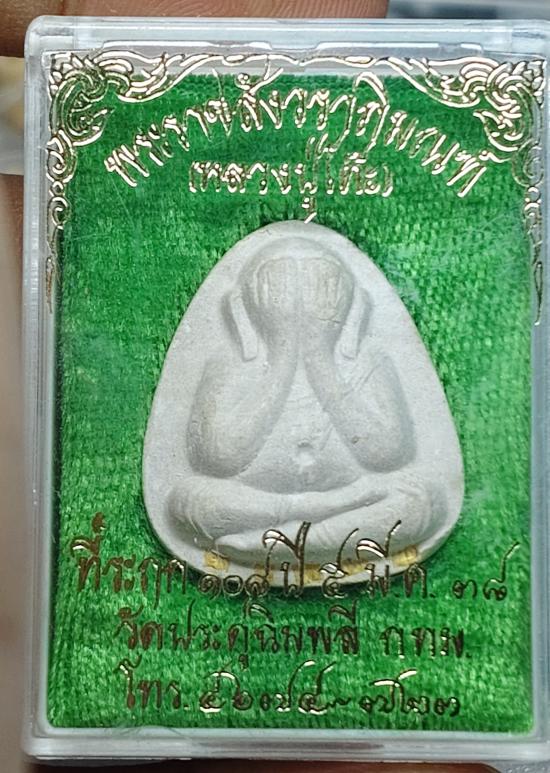 พระราชสังวราภิมณฑ์
(หลวงปู่โต๊ะ)
ที่ระฤก ๑๐๘ ปี ๕ มี.ค. ๓๘
วัดประดู่ฉิมพลี กทม.
โทร.